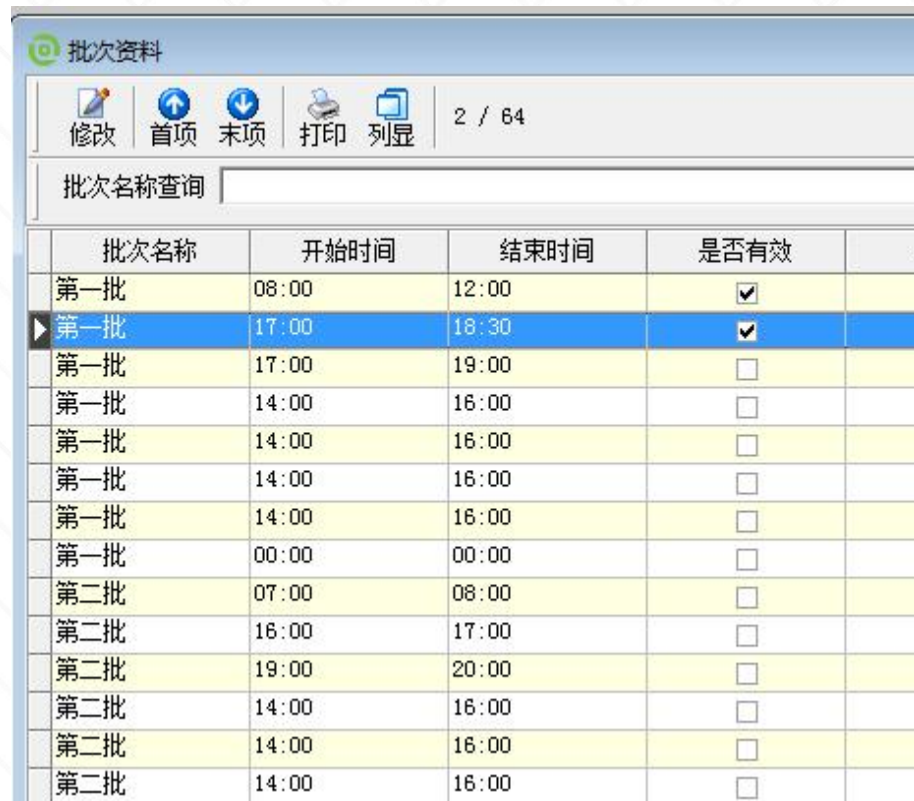 批次资料
修改 首项 末项 打印 列显 2 / 64
批次名称查询
批次名称 开始时间 结束时间 是否有效
第一批 08:00 12:00
第一批 17:00 18:30
第一批 17:00 19:00
第一批 14:00 16:00
第一批 14:00 16:00
第一批 14:00 16:00
第一批 14:00 16:00
第一批 00:00 00:00
第二批 07:00 08:00
第二批 16:00 17:00
第二批 19:00 20:00
第二批 14:00 16:00
第二批 14:00 16:00
第二批 14:00 16:00